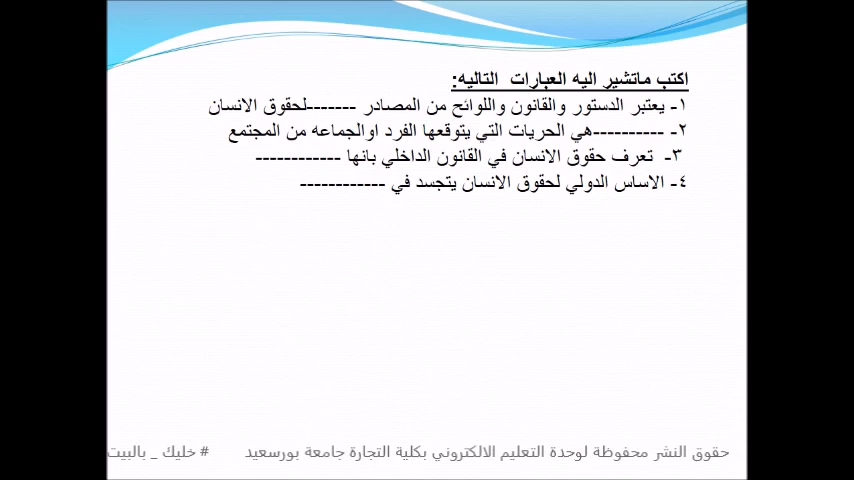 اكتب ماتشير اليه العبارات التاليه:
١- يعتبر الدستور والقانون واللوائح من المصادر -------لحقوق الانسان
٢- ----------هي الحريات التي يتوقعها الفرد اوالجماعه من المجتمع
٣- تعرف حقوق الانسان في القانون الداخلي بانها ------------
٤- الاساس الدولي لحقوق الانسان يتجسد في ------------
حقوق النشر محفوظة لوحدة التعليم الالكتروني بكلية التجارة جامعة بورسعيد # خليك _ بالبيت